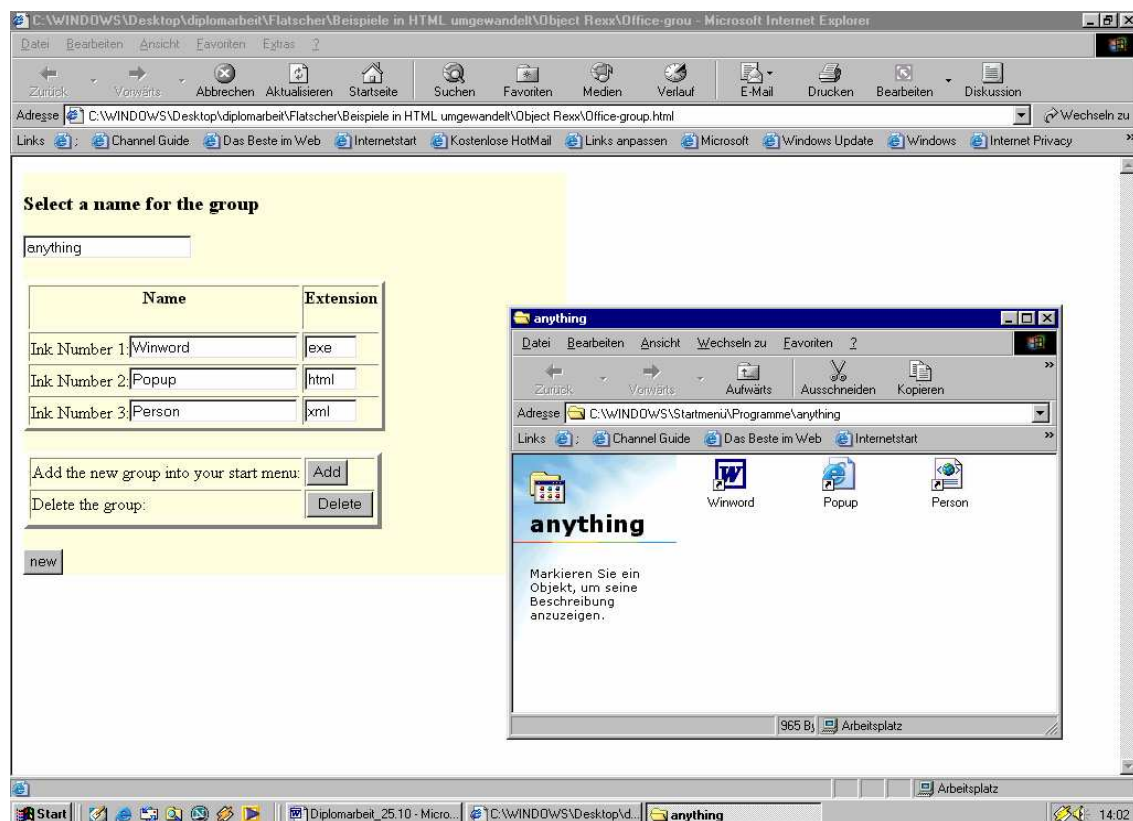 C:\WINDOWS\Desktop\diplomarbeit\Flatscher\Beispiele in HTML umgewandelt\Object Rexx\Office-grou - Microsoft Internet Explorer
Datei Bearbeiten Ansicht Favoriten Extras ?
Zurück Vorwärts Abbrechen Aktualisieren Startseite Suchen Favoriten Medien Verlauf E-Mail Drucken Bearbeiten Diskussion
Adresse C:\WINDOWS\Desktop\diplomarbeit\Flatscher\Beispiele in HTML umgewandelt\Object Rexx\Office-group.html Wechseln zu
Links ; Channel Guide Das Beste im Web Internetstart Kostenlose HotMail Links anpassen Microsoft Windows Update Windows Internet Privacy »
Select a name for the group
anything
Name Extension
Ink Number 1: Winword exe
Ink Number 2: Popup html
Ink Number 3: Person xml
Add the new group into your start menu: Add
Delete the group: Delete
new
anything
Datei Bearbeiten Ansicht Wechseln zu Favoriten ?
Zurück Vorwärts Aufwärts Ausschneiden Kopieren »
Adresse C:\WINDOWS\Startmenü\Programme\anything
Links ; Channel Guide Das Beste im Web Internetstart »
anything
Markieren Sie ein
Objekt, um seine
Beschreibung
anzuzeigen.
Winword Popup Person
965 By Arbeitsplatz
Arbeitsplatz
Start Diplomarbeit_25.10 - Micro... C:\WINDOWS\Desktop\d... anything 14:02